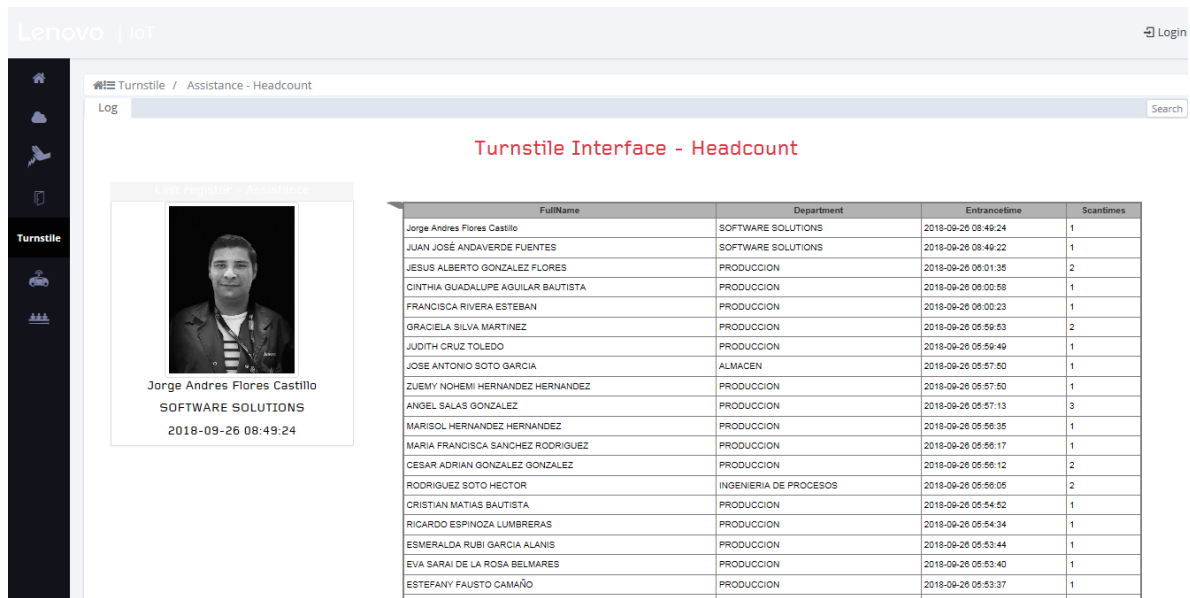 Lenovo | IoT
Login
Turnstile / Assistance - Headcount
Log
Search
Turnstile Interface - Headcount
Last register - Assistance
Turnstile
Jorge Andres Flores Castillo
SOFTWARE SOLUTIONS
2018-09-26 08:49:24
FullName Department Entrancetime Scantimes
Jorge Andres Flores Castillo SOFTWARE SOLUTIONS 2018-09-26 08:49:24 1
JUAN JOSÉ ANDAVERDE FUENTES SOFTWARE SOLUTIONS 2018-09-26 08:49:22 1
JESUS ALBERTO GONZALEZ FLORES PRODUCCION 2018-09-26 06:01:35 2
CINTHIA GUADALUPE AGUILAR BAUTISTA PRODUCCION 2018-09-26 06:00:58 1
FRANCISCA RIVERA ESTEBAN PRODUCCION 2018-09-26 06:00:23 1
GRACIELA SILVA MARTINEZ PRODUCCION 2018-09-26 05:59:53 2
JUDITH CRUZ TOLEDO PRODUCCION 2018-09-26 05:59:49 1
JOSE ANTONIO SOTO GARCIA ALMACEN 2018-09-26 05:57:50 1
ZUEMY NOHEMI HERNANDEZ HERNANDEZ PRODUCCION 2018-09-26 05:57:50 1
ANGEL SALAS GONZALEZ PRODUCCION 2018-09-26 05:57:13 3
MARISOL HERNANDEZ HERNANDEZ PRODUCCION 2018-09-26 05:56:35 1
MARIA FRANCISCA SANCHEZ RODRIGUEZ PRODUCCION 2018-09-26 05:56:17 1
CESAR ADRIAN GONZALEZ GONZALEZ PRODUCCION 2018-09-26 05:56:12 2
RODRIGUEZ SOTO HECTOR INGENIERIA DE PROCESOS 2018-09-26 05:56:05 2
CRISTIAN MATIAS BAUTISTA PRODUCCION 2018-09-26 05:54:52 1
RICARDO ESPINOZA LUMBRERAS PRODUCCION 2018-09-26 05:54:34 1
ESMERALDA RUBI GARCIA ALANIS PRODUCCION 2018-09-26 05:53:44 1
EVA SARAI DE LA ROSA BELMARES PRODUCCION 2018-09-26 05:53:40 1
ESTEFANY FAUSTO CAMAÑO PRODUCCION 2018-09-26 05:53:37 1